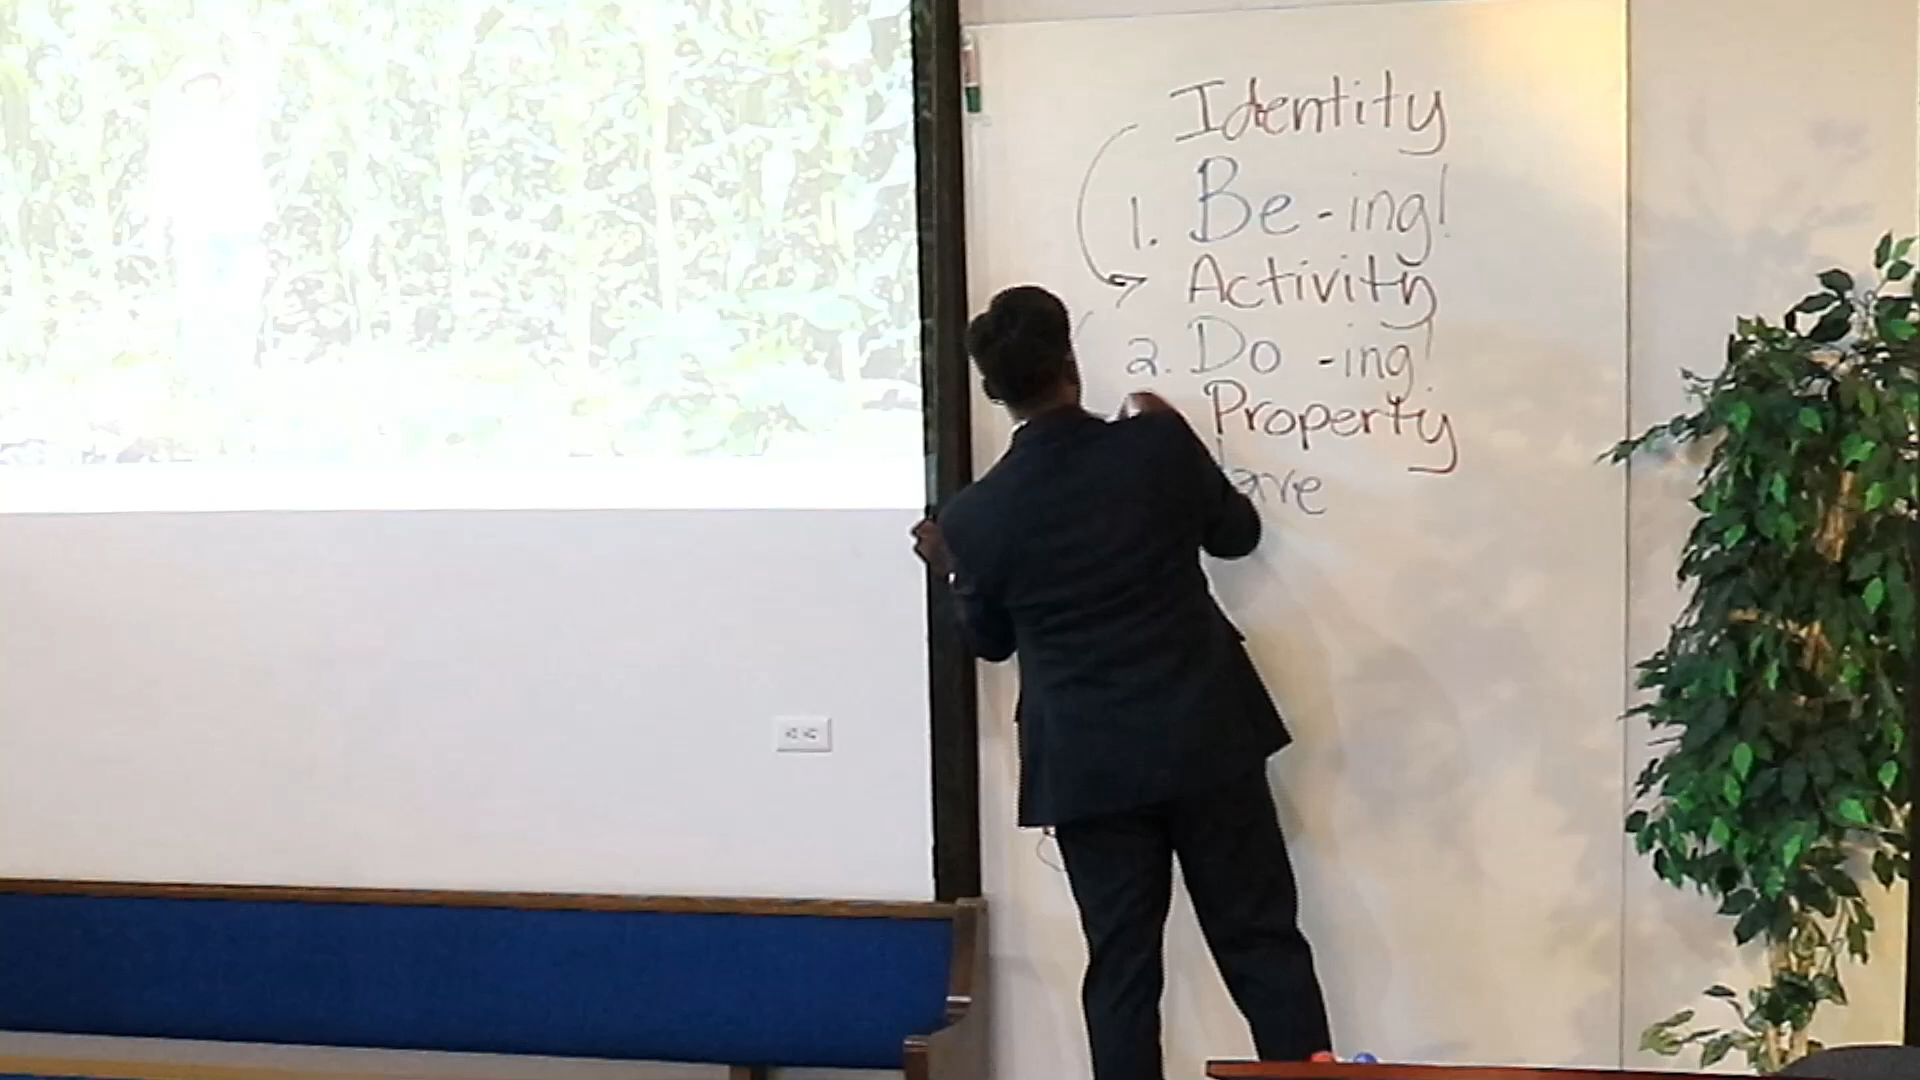 Identity
1. Be-ing!
Activity
2. Do -ing!
Property